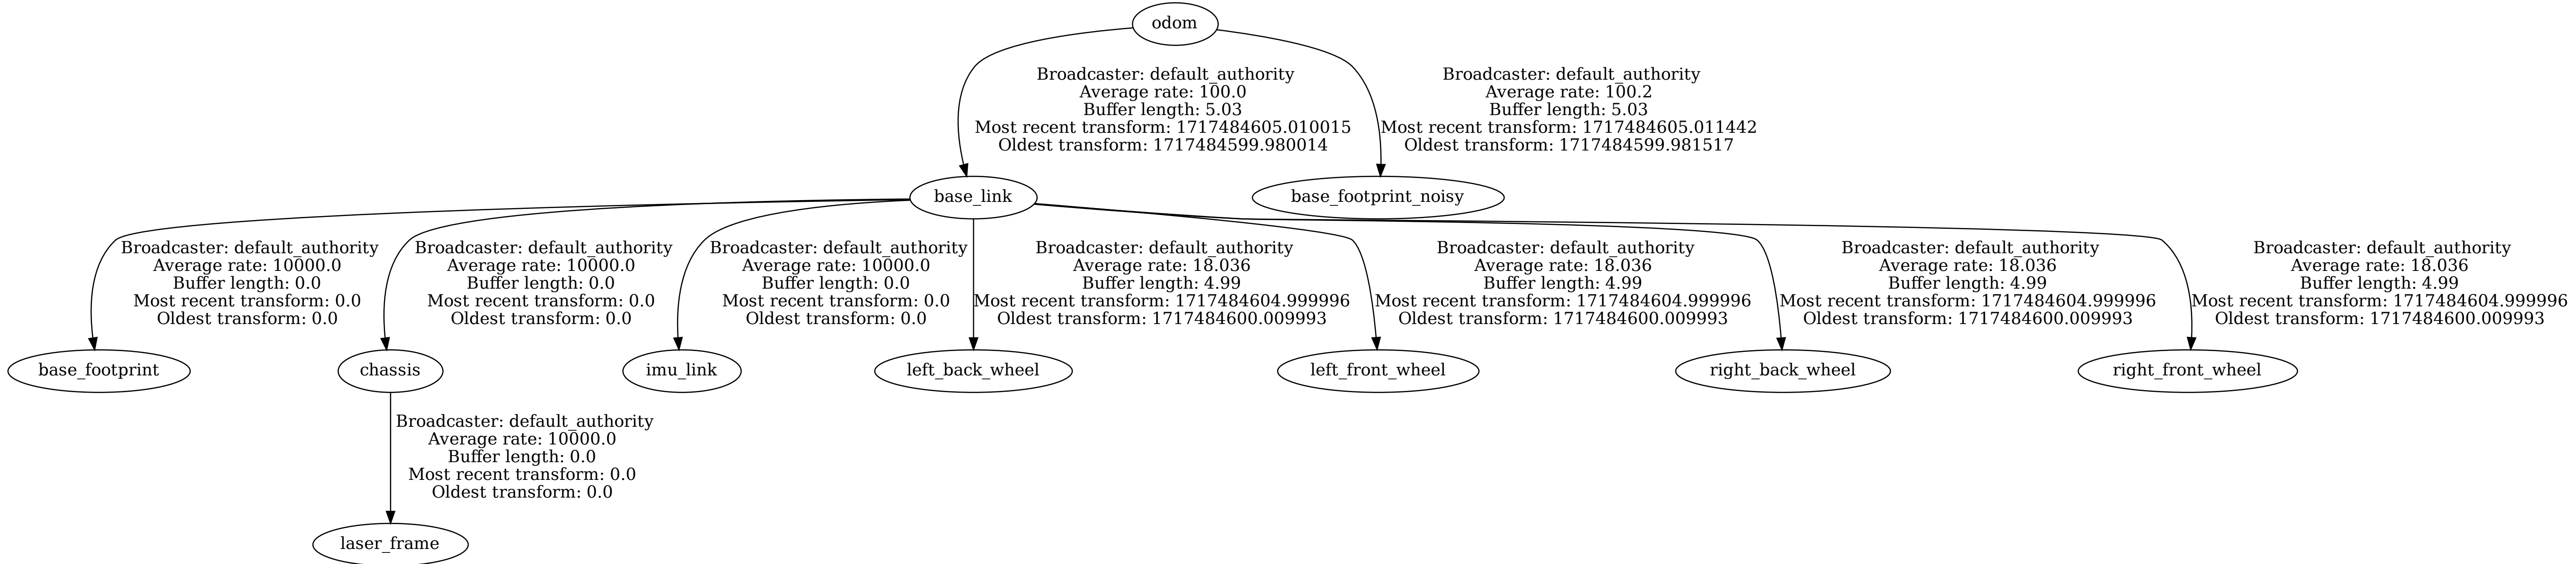 odom
Broadcaster: default_authority
Average rate: 100.0
Buffer length: 5.03
Most recent transform: 1717484605.010015
Oldest transform: 1717484599.980014
Broadcaster: default_authority
Average rate: 100.2
Buffer length: 5.03
Most recent transform: 1717484605.011442
Oldest transform: 1717484599.981517
base_link
base_footprint_noisy
Broadcaster: default_authority
Average rate: 10000.0
Buffer length: 0.0
Most recent transform: 0.0
Oldest transform: 0.0
Broadcaster: default_authority
Average rate: 10000.0
Buffer length: 0.0
Most recent transform: 0.0
Oldest transform: 0.0
Broadcaster: default_authority
Average rate: 10000.0
Buffer length: 0.0
Most recent transform: 0.0
Oldest transform: 0.0
Broadcaster: default_authority
Average rate: 18.036
Buffer length: 4.99
Most recent transform: 1717484604.999996
Oldest transform: 1717484600.009993
Broadcaster: default_authority
Average rate: 18.036
Buffer length: 4.99
Most recent transform: 1717484604.999996
Oldest transform: 1717484600.009993
Broadcaster: default_authority
Average rate: 18.036
Buffer length: 4.99
Most recent transform: 1717484604.999996
Oldest transform: 1717484600.009993
Broadcaster: default_authority
Average rate: 18.036
Buffer length: 4.99
Most recent transform: 1717484604.999996
Oldest transform: 1717484600.009993
base_footprint
chassis
imu_link
left_back_wheel
left_front_wheel
right_back_wheel
right_front_wheel
Broadcaster: default_authority
Average rate: 10000.0
Buffer length: 0.0
Most recent transform: 0.0
Oldest transform: 0.0
laser_frame